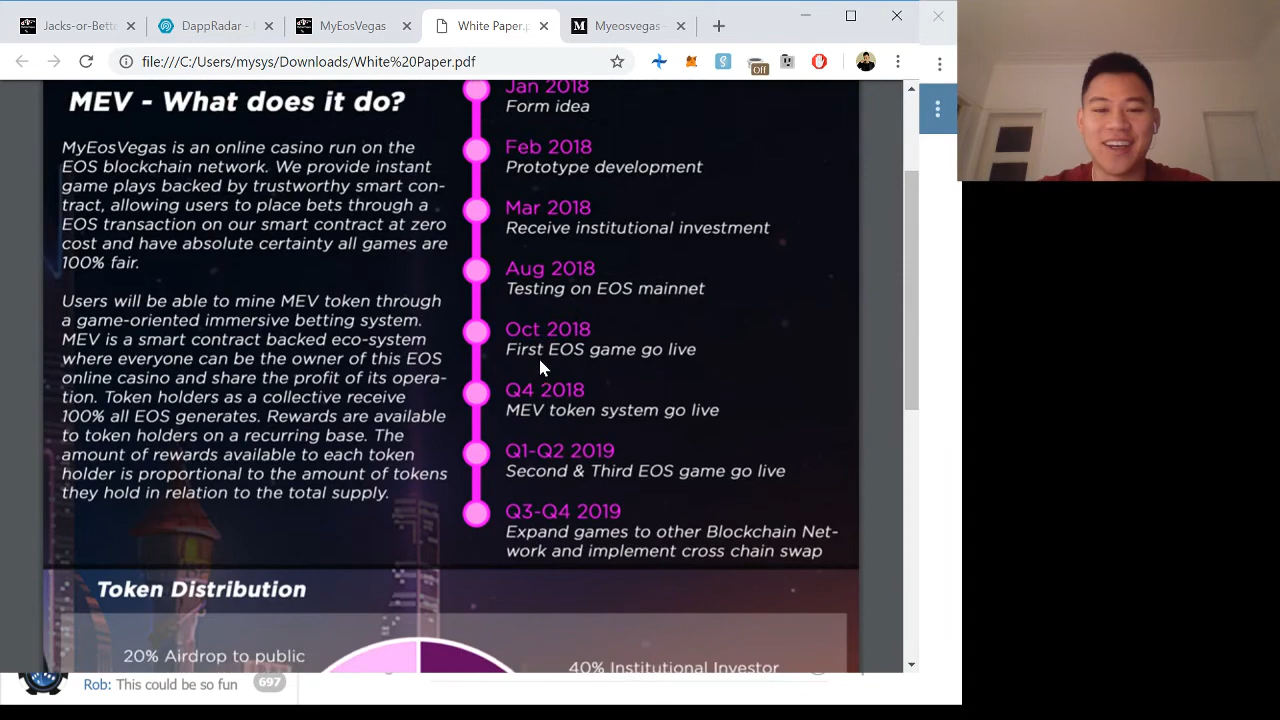 Jacks-or-Bette
DappRadar -
MyEosVegas
White Paper.p
Myeosvegas -
file:///C:/Users/mysys/Downloads/White%20Paper.pdf
Off
MEV - What does it do?
MyEosVegas is an online casino run on the
EOS blockchain network. We provide instant
game plays backed by trustworthy smart con-
tract, allowing users to place bets through a
EOS transaction on our smart contract at zero
cost and have absolute certainty all games are
100% fair.
Users will be able to mine MEV token through
a game-oriented immersive betting system.
MEV is a smart contract backed eco-system
where everyone can be the owner of this EOS
online casino and share the profit of its opera-
tion. Token holders as a collective receive
100% all EOS generates. Rewards are available
to token holders on a recurring base. The
amount of rewards available to each token
holder is proportional to the amount of tokens
they hold in relation to the total supply.
Jan 2018
Form idea
Feb 2018
Prototype development
Mar 2018
Receive institutional investment
Aug 2018
Testing on EOS mainnet
Oct 2018
First EOS game go live
Q4 2018
MEV token system go live
Q1-Q2 2019
Second & Third EOS game go live
Q3-Q4 2019
Expand games to other Blockchain Net-
work and implement cross chain swap
Token Distribution
20% Airdrop to public
40% Institutional Investor
Rob: This could be so fun
697